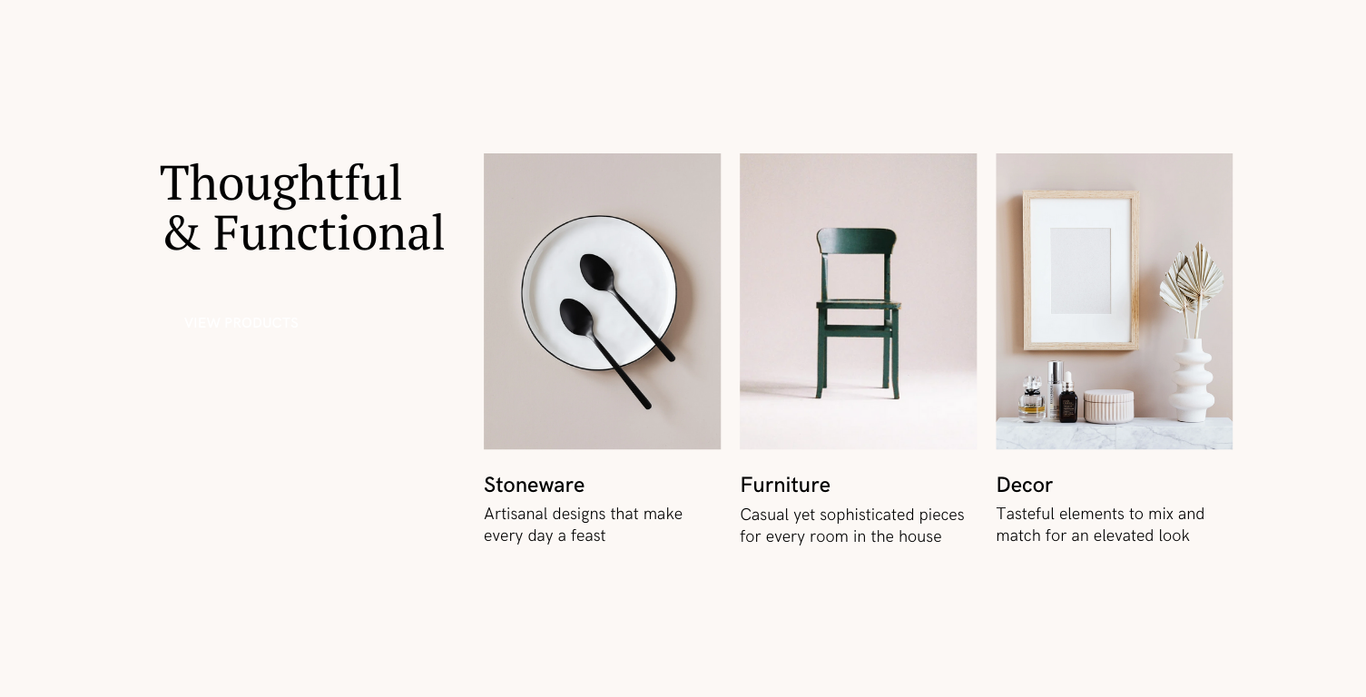 Thoughtful
& Functional
VIEW PRODUCTS
Stoneware
Artisanal designs that make
every day a feast
Furniture
Casual yet sophisticated pieces
for every room in the house
Decor
Tasteful elements to mix and
match for an elevated look